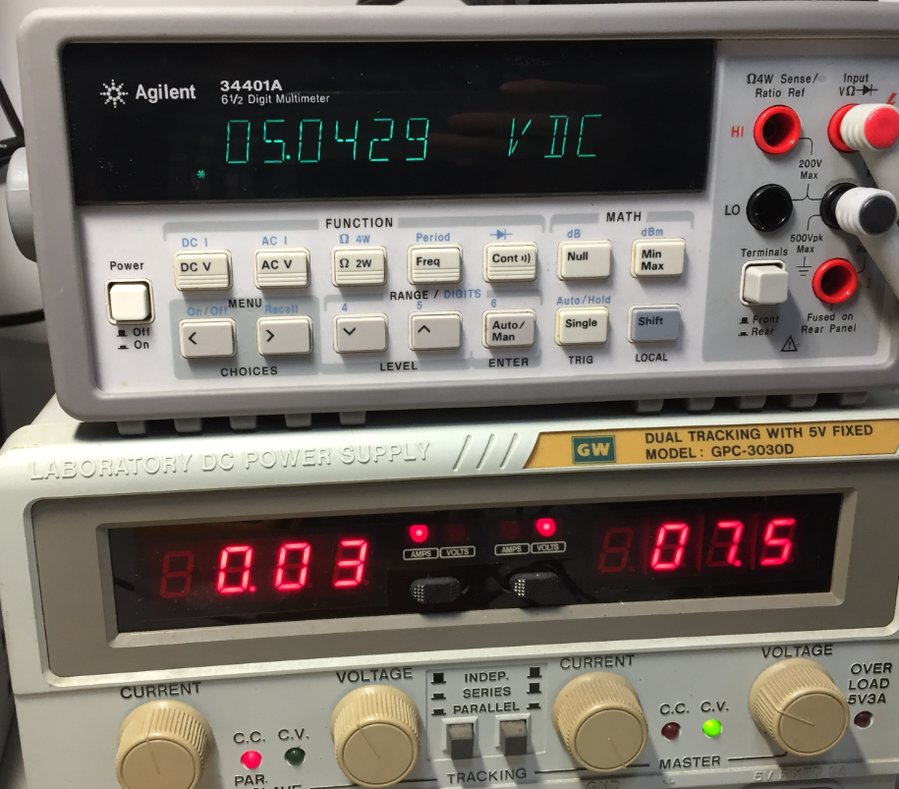 Agilent 34401A
6½ Digit Multimeter
05.0429 VDC
*
Ω4W Sense/
Ratio Ref
Input
VΩ
HI
200V
Max
LO
500Vpk
Max
Terminals
Front
Rear
Fused on
Rear Panel
I
Power
Off
On
FUNCTION
MATH
DC I
AC I
Ω 4W
Period
dB
dBm
DC V
AC V
Ω 2W
Freq
Cont
Null
Min
Max
MENU
RANGE / DIGITS
On/Off
Recall
4
5
6
Auto/Hold
<
>
Auto/
Man
Single
Shift
CHOICES
LEVEL
ENTER
TRIG
LOCAL
LABORATORY DC POWER SUPPLY
GW
DUAL TRACKING WITH 5V FIXED
MODEL : GPC-3030D
0.03
AMPS VOLTS
AMPS VOLTS
07.5
CURRENT
VOLTAGE
INDEP.
SERIES
PARALLEL
CURRENT
VOLTAGE
OVER
LOAD
5V3A
C.C. C.V.
C.C. C.V.
PAR.
TRACKING
MASTER